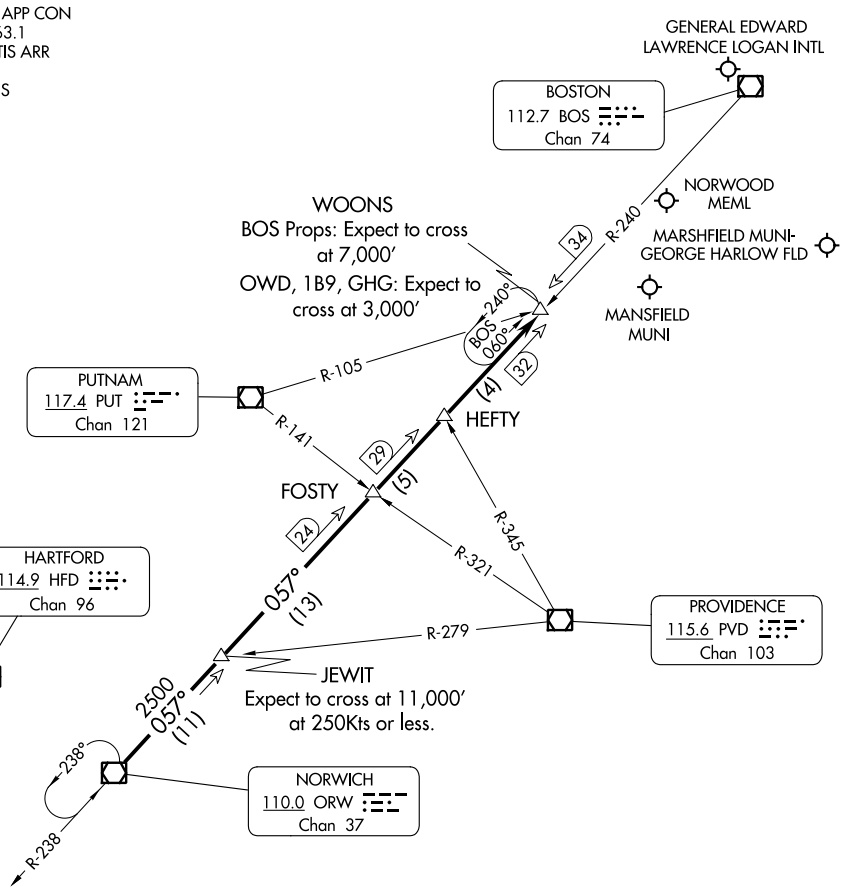 APP CON
63.1
TIS ARR
S
GENERAL EDWARD
LAWRENCE LOGAN INTL
BOSTON
112.7 BOS
Chan 74
NORWOOD
MEML
R-240
MARSHFIELD MUNI-
GEORGE HARLOW FLD
MANSFIELD
MUNI
WOONS
BOS Props: Expect to cross
at 7,000'
OWD, 1B9, GHG: Expect to
cross at 3,000'
34
240°
BOS
060°
32
(4)
R-105
PUTNAM
117.4 PUT
Chan 121
R-141
HEFTY
29
(5)
FOSTY
24
R-345
R-321
057°
(13)
HARTFORD
114.9 HFD
Chan 96
PROVIDENCE
115.6 PVD
Chan 103
R-279
JEWIT
Expect to cross at 11,000'
at 250Kts or less.
2500
057°
(11)
238°
R-238
NORWICH
110.0 ORW
Chan 37